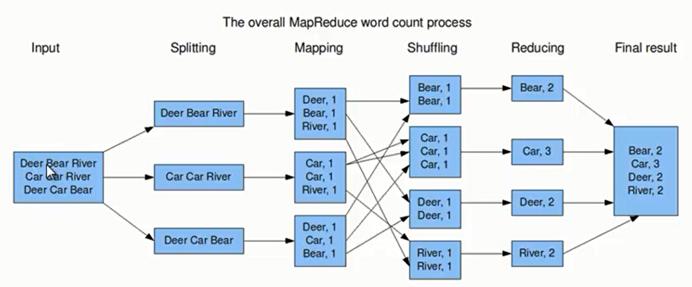 The overall MapReduce word count process
Input
Splitting
Mapping
Shuffling
Reducing
Final result
Deer Bear River
Car Car River
Deer Car Bear
Deer Bear River
Car Car River
Deer Car Bear
Deer, 1
Bear, 1
River, 1
Car, 1
Car, 1
River, 1
Deer, 1
Car, 1
Bear, 1
Bear, 1
Bear, 1
Car, 1
Car, 1
Car, 1
Deer, 1
Deer, 1
River, 1
River, 1
Bear, 2
Car, 3
Deer, 2
River, 2
Bear, 2
Car, 3
Deer, 2
River, 2